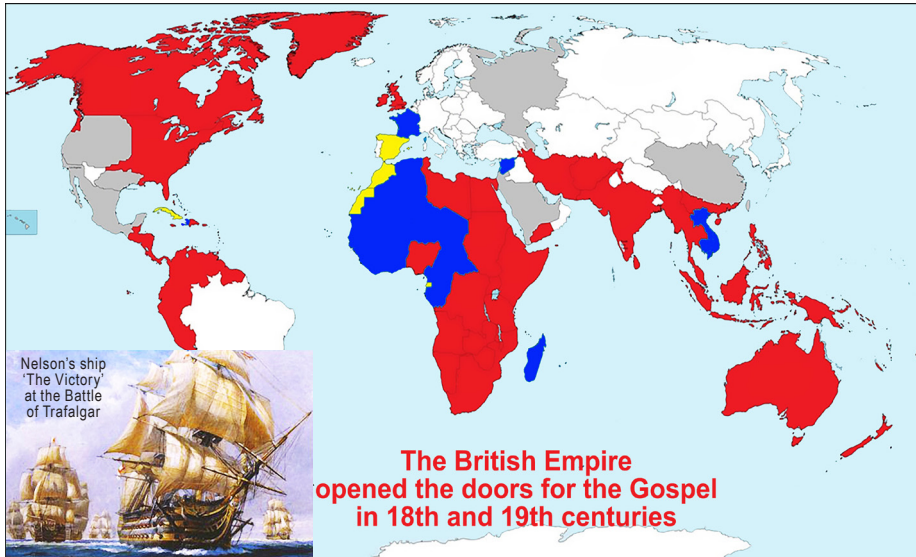 Nelson's ship
'The Victory'
at the Battle
of Trafalgar
The British Empire
opened the doors for the Gospel
in 18th and 19th centuries